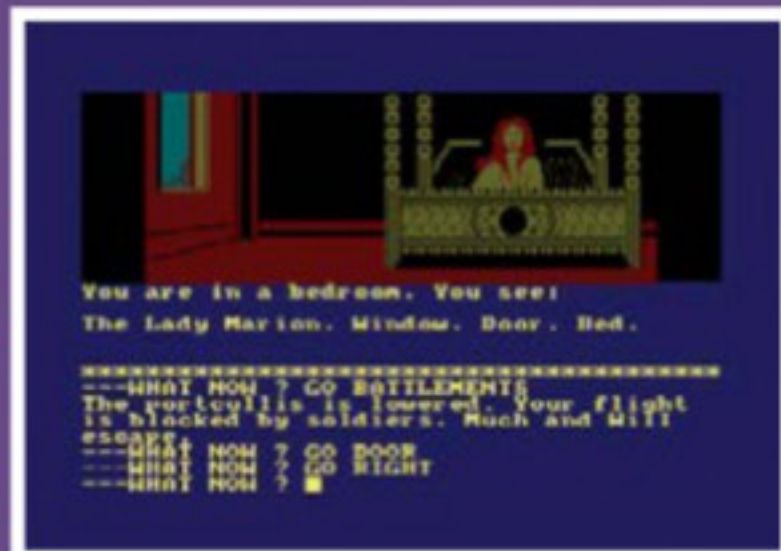 You are in a bedroom. You see:
The Lady Marion. Window. Door. Bed.
****************************************
---WHAT NOW ? GO BATTLEMENTS
The portcullis is lowered. Your flight
is blocked by soldiers. Much and Will
escape.
---WHAT NOW ? GO DOOR
---WHAT NOW ? GO RIGHT
---WHAT NOW ?